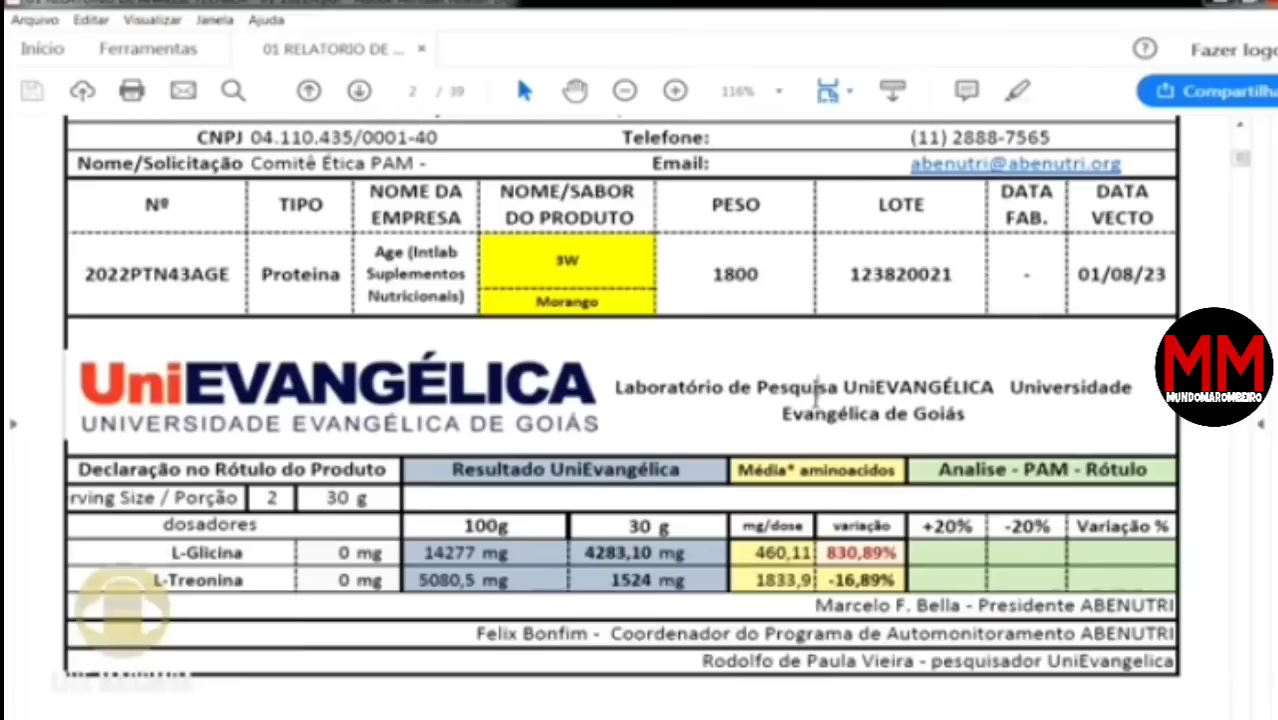 Arquivo Editar Visualizar Janela Ajuda
Início Ferramentas 01 RELATORIO DE ... × Fazer logo
2 / 39 116% Compartilha
CNPJ 04.110.435/0001-40 Telefone: (11) 2888-7565
Nome/Solicitação Comitê Ética PAM - Email: abenutri@abenutri.org
Nº TIPO NOME DA EMPRESA NOME/SABOR DO PRODUTO PESO LOTE DATA FAB. DATA VECTO
2022PTN43AGE Proteina Age (Intlab Suplementos Nutricionais) 3W Morango 1800 123820021 - 01/08/23
UniEVANGÉLICA
UNIVERSIDADE EVANGÉLICA DE GOIÁS
Laboratório de Pesquisa UniEVANGÉLICA Universidade
Evangélica de Goiás
MM
MUNDOMAROMBEIRO
Declaração no Rótulo do Produto Resultado UniEvangélica Média* aminoacidos Analise - PAM - Rótulo
rving Size / Porção 2 30 g
dosadores 100g 30 g mg/dose variação +20% -20% Variação %
L-Glicina 0 mg 14277 mg 4283,10 mg 460,11 830,89%
L-Treonina 0 mg 5080,5 mg 1524 mg 1833,9 -16,89%
Marcelo F. Bella - Presidente ABENUTRI
Felix Bonfim - Coordenador do Programa de Automonitoramento ABENUTRI
Rodolfo de Paula Vieira - pesquisador UniEvangelica